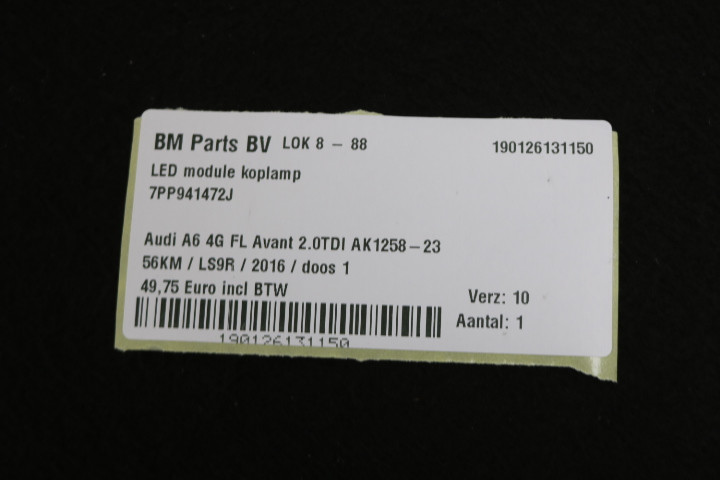 BM Parts BV LOK 8 - 88 190126131150
LED module koplamp
7PP941472J
Audi A6 4G FL Avant 2.0TDI AK1258-23
56KM / LS9R / 2016 / doos 1
49,75 Euro incl BTW
Verz: 10
Aantal: 1
190126131150